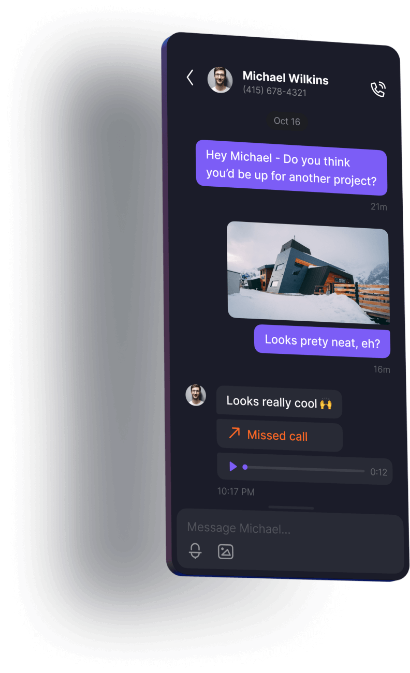 Michael Wilkins
(415) 678-4321
Oct 16
Hey Michael - Do you think
you'd be up for another project?
21m
Looks prety neat, eh?
16m
Looks really cool 🙌
Missed call
0:12
10:17 PM
Message Michael...